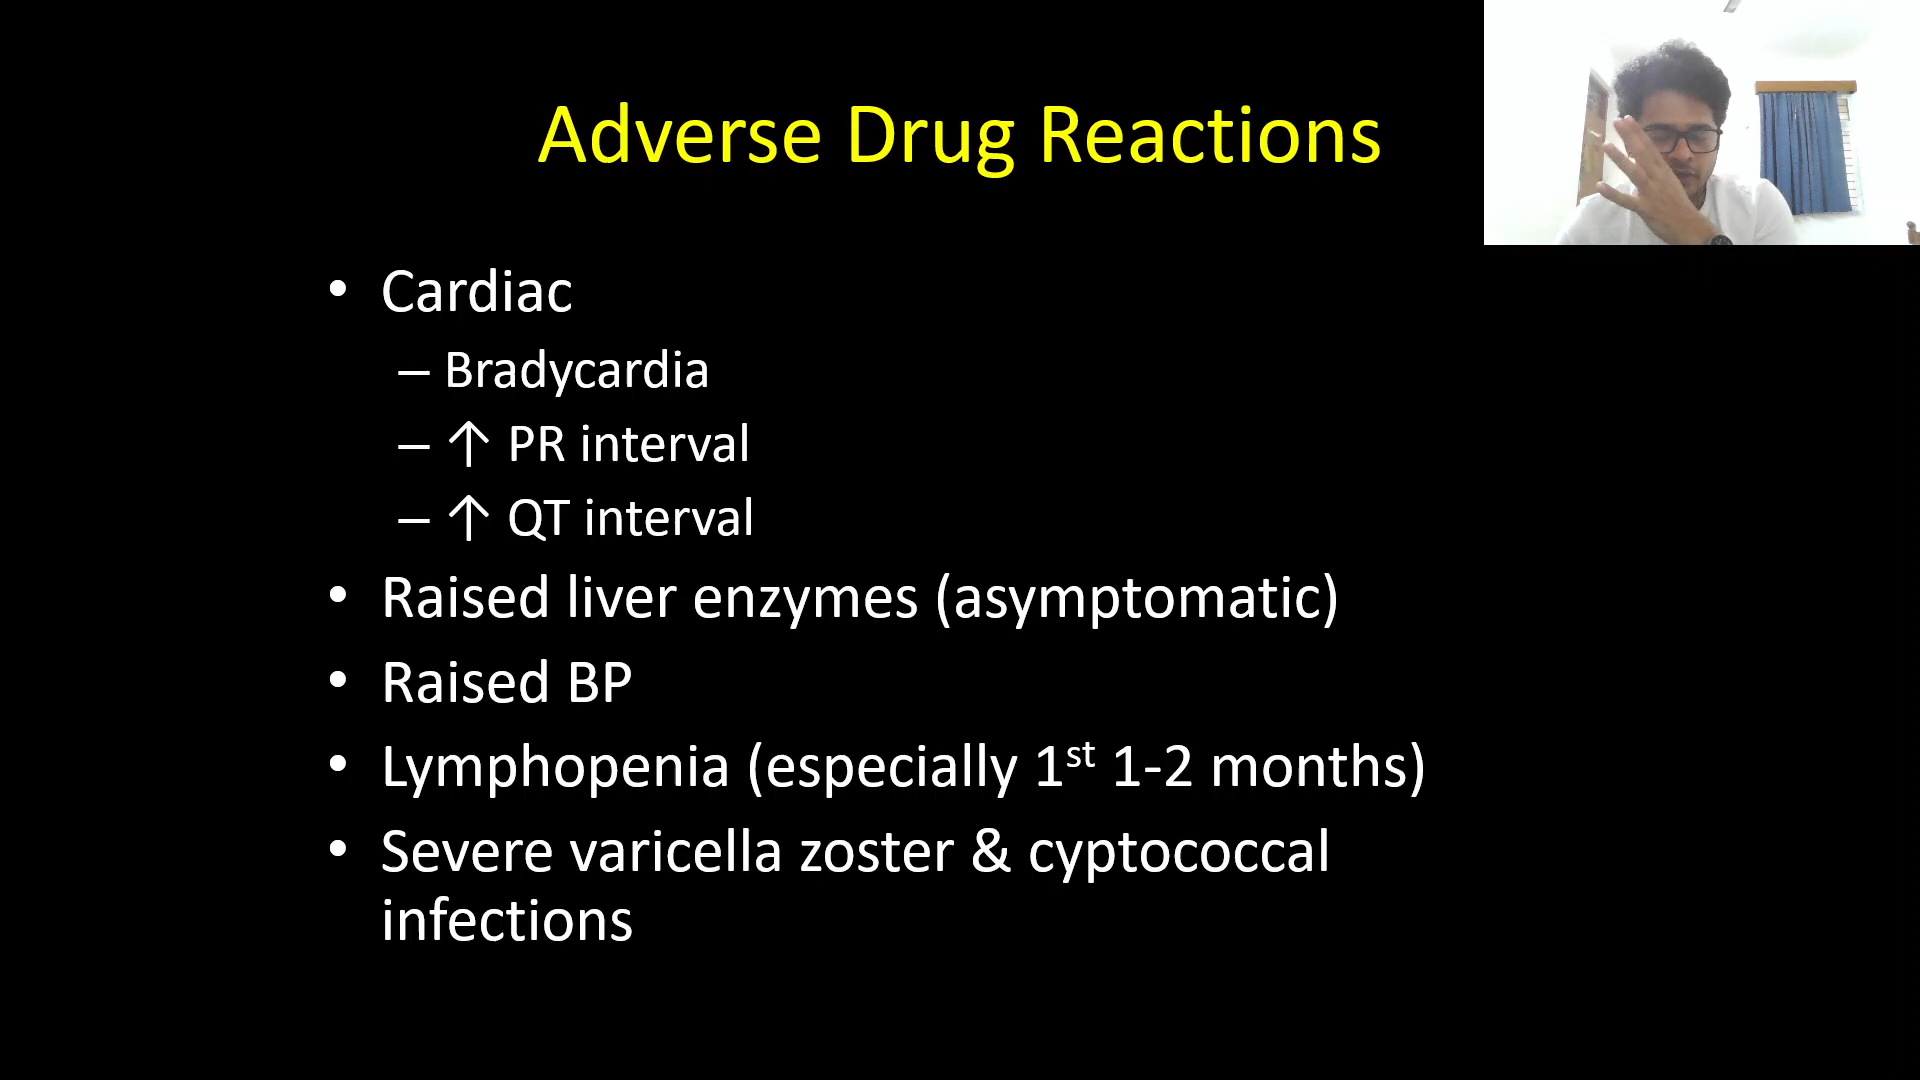 Adverse Drug Reactions
• Cardiac
– Bradycardia
– ↑ PR interval
– ↑ QT interval
• Raised liver enzymes (asymptomatic)
• Raised BP
• Lymphopenia (especially 1st 1-2 months)
• Severe varicella zoster & cyptococcal
infections